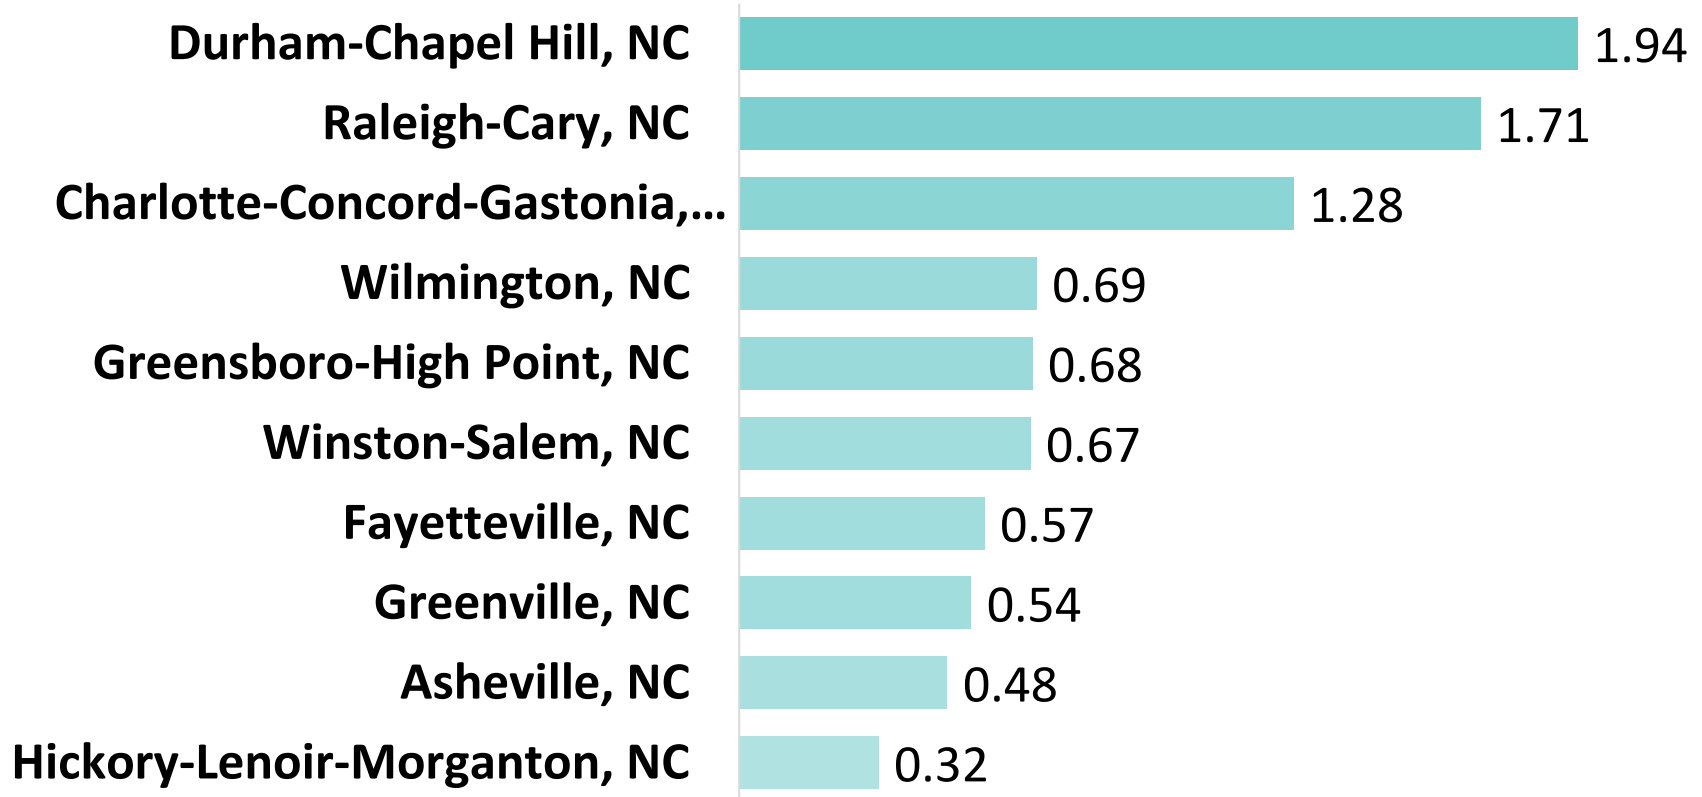 Durham-Chapel Hill, NC 1.94
Raleigh-Cary, NC 1.71
Charlotte-Concord-Gastonia,... 1.28
Wilmington, NC 0.69
Greensboro-High Point, NC 0.68
Winston-Salem, NC 0.67
Fayetteville, NC 0.57
Greenville, NC 0.54
Asheville, NC 0.48
Hickory-Lenoir-Morganton, NC 0.32